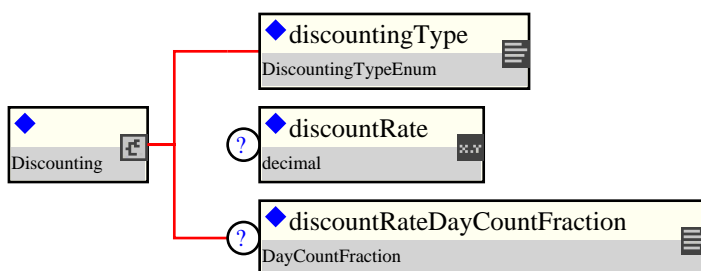 discountingType
DiscountingTypeEnum
Discounting
?
discountRate
decimal
x.Y
?
discountRateDayCountFraction
DayCountFraction